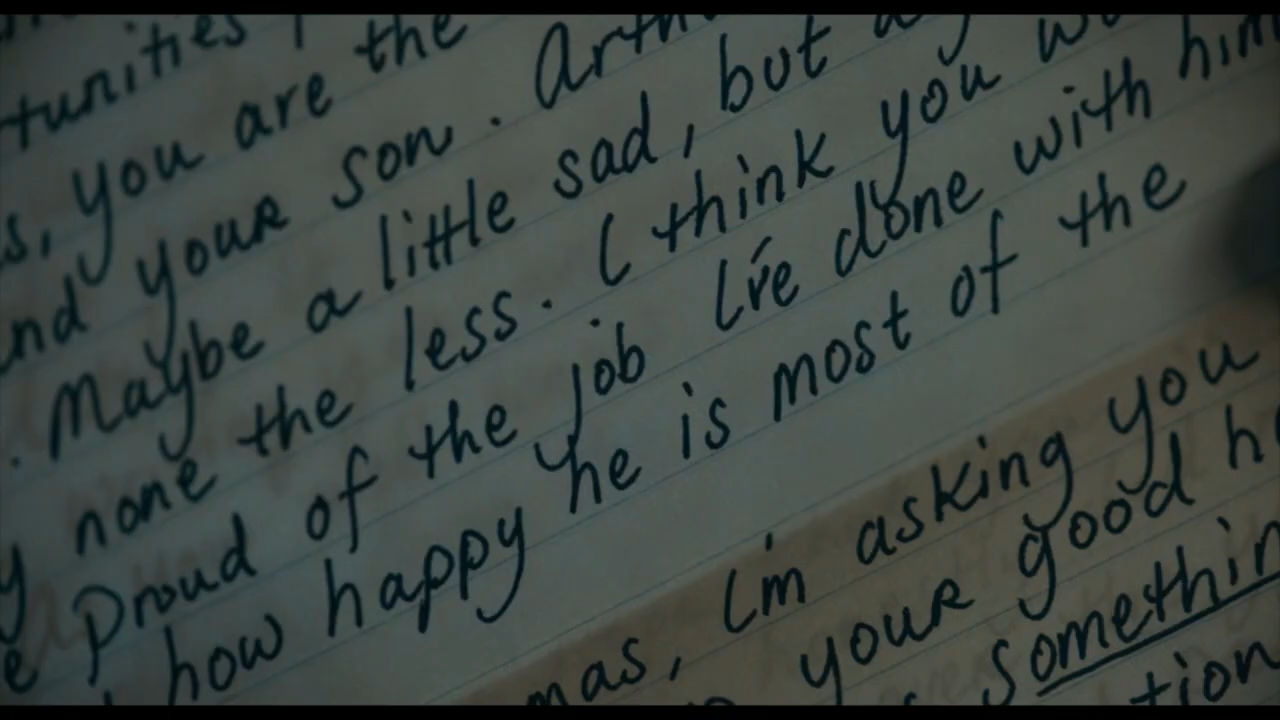 tunities
s, you are the
nd your son. Arth
. Maybe a little sad, but
y none the less. I think you w
e Proud of the job I've done with him
how happy he is most of the
mas, I'm asking you
your good h
somethin
tion